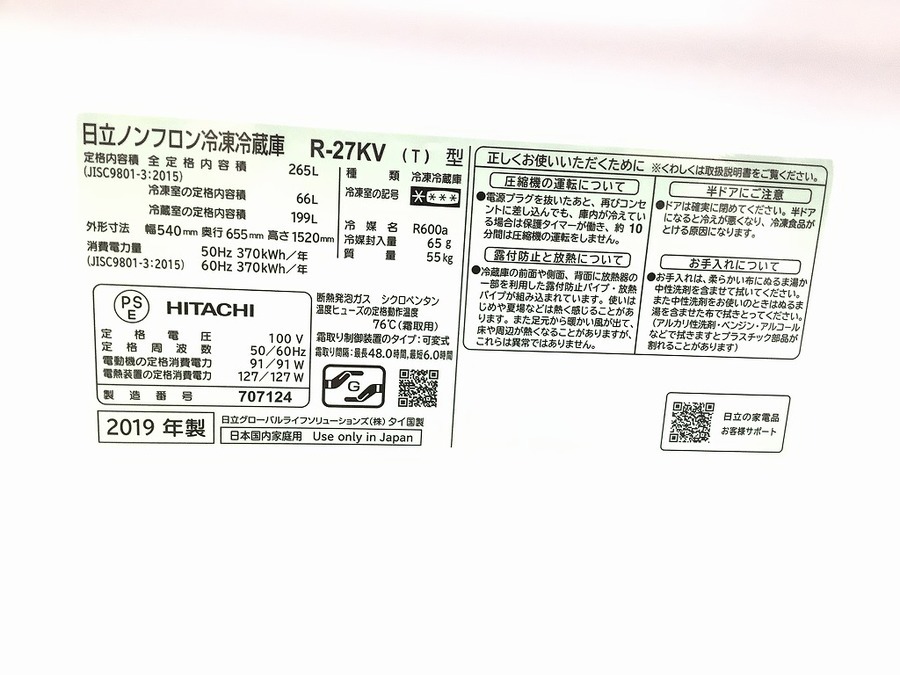 日立ノンフロン冷凍冷蔵庫 R-27KV (T) 型
定格内容積 全定格内容積 265L
(JISC9801-3:2015)
冷凍室の定格内容積 66L
冷蔵室の定格内容積 199L
外形寸法 幅540mm 奥行655mm 高さ1520mm
消費電力量 50Hz 370kWh/年
(JISC9801-3:2015) 60Hz 370kWh/年
種類 冷凍冷蔵庫
冷凍室の記号 ****
冷媒名 R600a
冷媒封入量 65g
質量 55kg
PSE HITACHI
定格電圧 100V
定格周波数 50/60Hz
電動機の定格消費電力 91/91W
電熱装置の定格消費電力 127/127W
製造番号 707124
断熱発泡ガス シクロペンタン
温度ヒューズの定格動作温度
76℃(霜取用)
霜取り制御装置のタイプ:可変式
霜取り間隔:最長48.0時間、最短6.0時間
G
2019年製
日立グローバルライフソリューションズ(株) タイ国製
日本国内家庭用 Use only in Japan
正しくお使いいただくために ※くわしくは取扱説明書をご覧ください。
圧縮機の運転について
●電源プラグを抜いたあと、再びコンセ
ントに差し込んでも、庫内が冷えてい
る場合は保護タイマーが働き、約10
分間は圧縮機の運転をしません。
露付防止と放熱について
●冷蔵庫の前面や側面、背面に放熱器の
一部を利用した露付防止パイプ・放熱
パイプが組み込まれています。使いは
じめや夏場などは熱く感じることがあ
ります。また足元から暖かい風が出て、
床や周辺が熱くなることがありますが、
これらは異常ではありません。
半ドアにご注意
●ドアは確実に閉めてください。半ドア
になると冷えが悪くなり、冷凍食品が
とける原因になります。
お手入れについて
●お手入れは、柔らかい布にぬるま湯か
中性洗剤を含ませて拭いてください。
また中性洗剤をお使いのときはぬるま
湯を含ませた布で拭きとってください。
(アルカリ性洗剤・ベンジン・アルコール
などで拭きますとプラスチック部品が
割れることがあります)
日立の家電品
お客様サポート